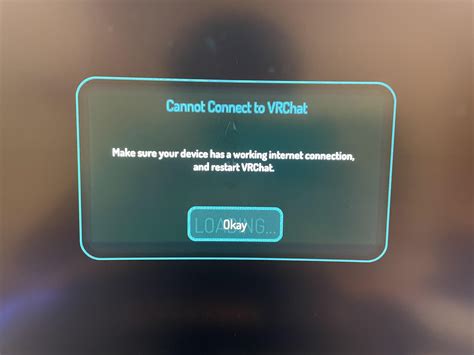 Cannot Connect to VRChat
Make sure your device has a working internet connection,
and restart VRChat.
LOADING...
Okay